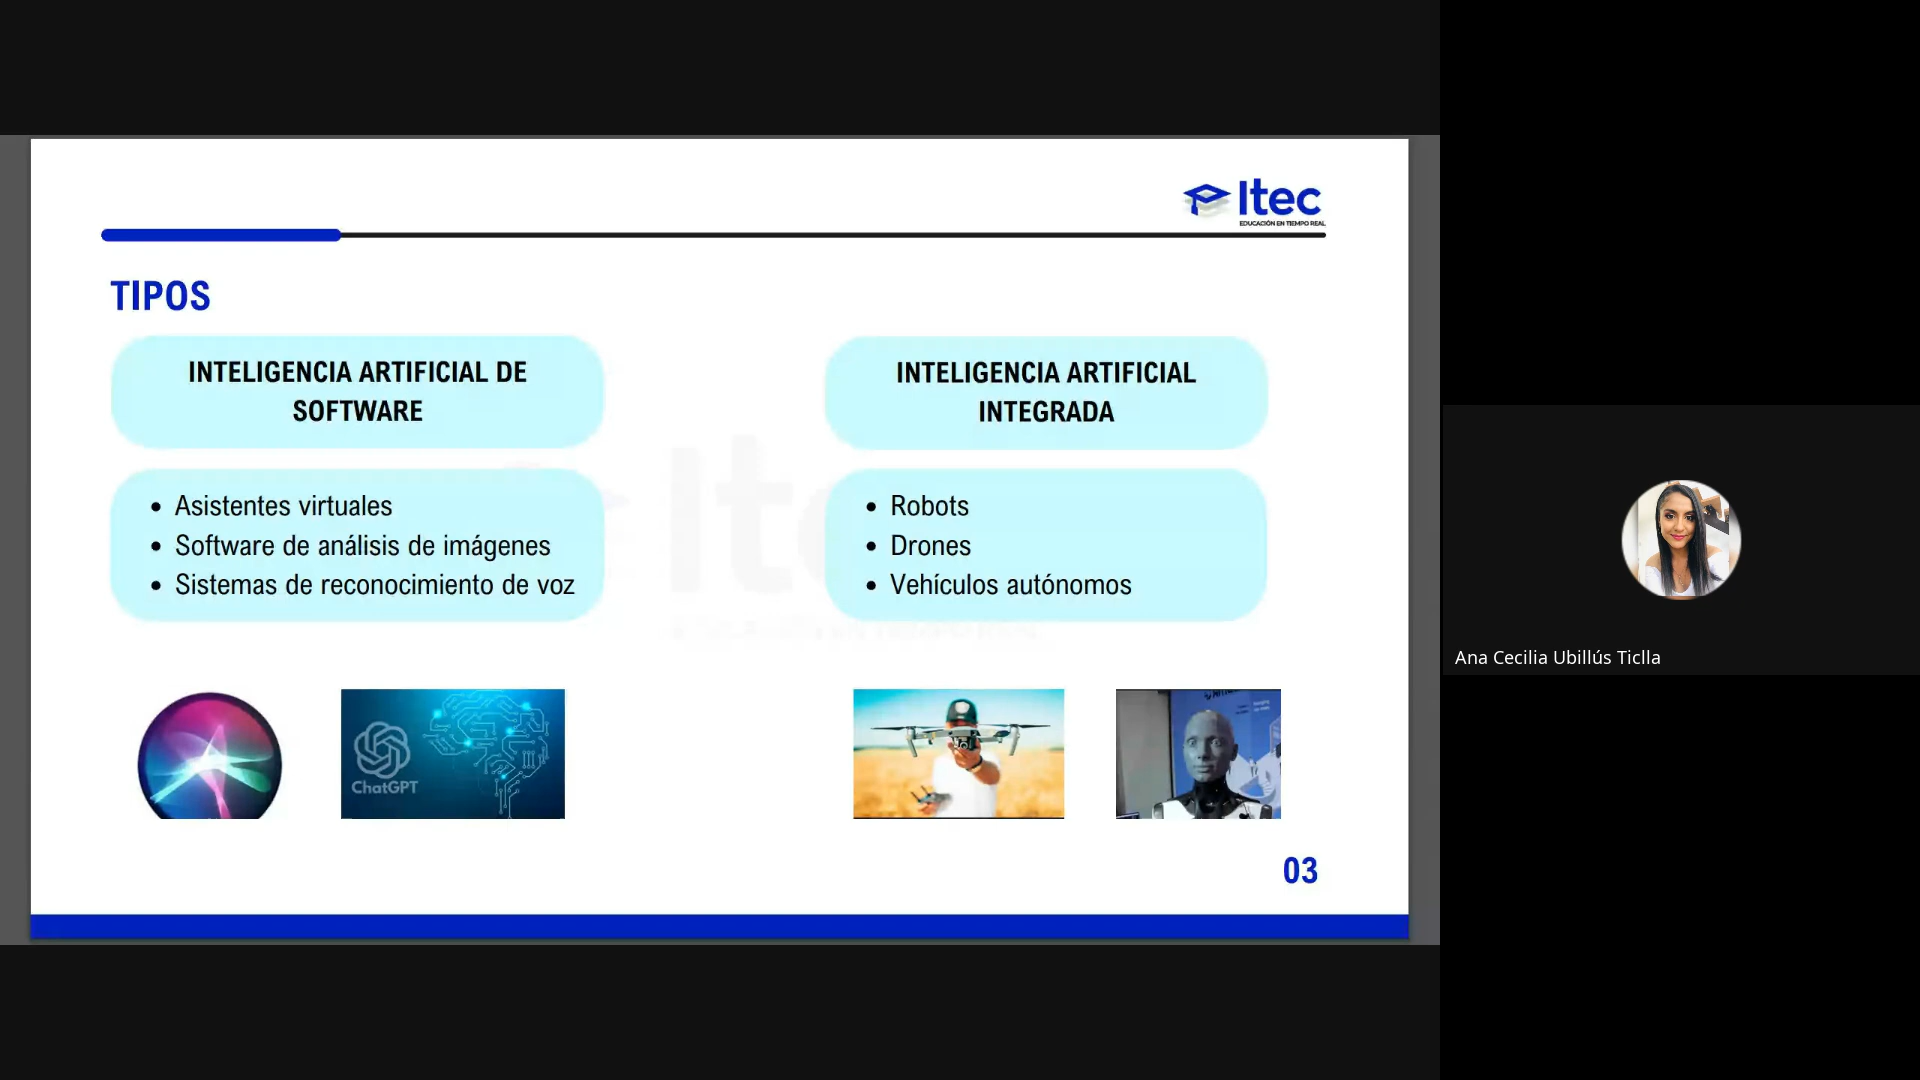 Itec
EDUCACIÓN EN TIEMPO REAL
TIPOS
INTELIGENCIA ARTIFICIAL DE
SOFTWARE
• Asistentes virtuales
• Software de análisis de imágenes
• Sistemas de reconocimiento de voz
INTELIGENCIA ARTIFICIAL
INTEGRADA
• Robots
• Drones
• Vehículos autónomos
ChatGPT
03
Ana Cecilia Ubillús Ticlla